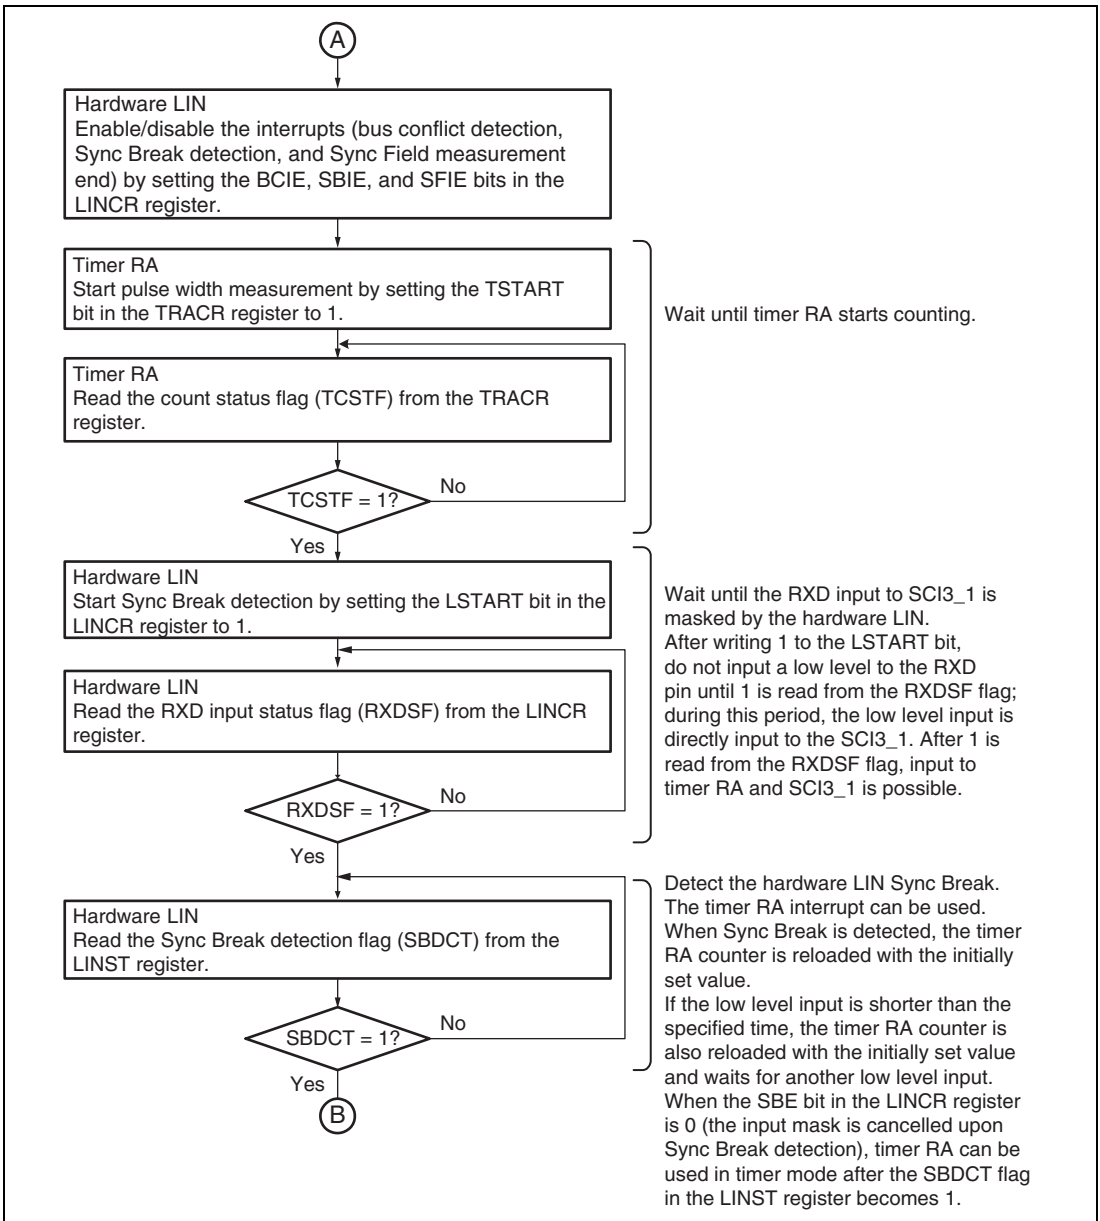 A
Hardware LIN
Enable/disable the interrupts (bus conflict detection,
Sync Break detection, and Sync Field measurement
end) by setting the BCIE, SBIE, and SFIE bits in the
LINCR register.
Timer RA
Start pulse width measurement by setting the TSTART
bit in the TRACR register to 1.
Wait until timer RA starts counting.
Timer RA
Read the count status flag (TCSTF) from the TRACR
register.
TCSTF = 1?
No
Yes
Hardware LIN
Start Sync Break detection by setting the LSTART bit in the
LINCR register to 1.
Hardware LIN
Read the RXD input status flag (RXDSF) from the LINCR
register.
RXDSF = 1?
No
Yes
Wait until the RXD input to SCI3_1 is
masked by the hardware LIN.
After writing 1 to the LSTART bit,
do not input a low level to the RXD
pin until 1 is read from the RXDSF flag;
during this period, the low level input is
directly input to the SCI3_1. After 1 is
read from the RXDSF flag, input to
timer RA and SCI3_1 is possible.
Hardware LIN
Read the Sync Break detection flag (SBDCT) from the
LINST register.
SBDCT = 1?
No
Yes
B
Detect the hardware LIN Sync Break.
The timer RA interrupt can be used.
When Sync Break is detected, the timer
RA counter is reloaded with the initially
set value.
If the low level input is shorter than the
specified time, the timer RA counter is
also reloaded with the initially set value
and waits for another low level input.
When the SBE bit in the LINCR register
is 0 (the input mask is cancelled upon
Sync Break detection), timer RA can be
used in timer mode after the SBDCT flag
in the LINST register becomes 1.